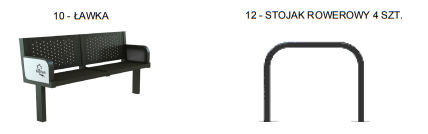 10 - ŁAWKA
12 - STOJAK ROWEROWY 4 SZT.